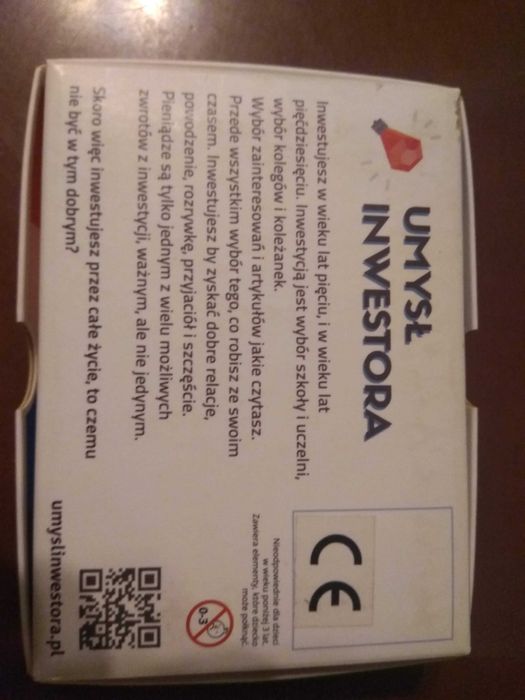 UMYSŁ
INWESTORA
Inwestujesz w wieku lat pięciu, i w wieku lat
pięćdziesięciu. Inwestycją jest wybór szkoły i uczelni,
wybór kolegów i koleżanek.
Wybór zainteresowań i artykułów jakie czytasz.
Przede wszystkim wybór tego, co robisz ze swoim
czasem. Inwestujesz by zyskać dobre relacje,
powodzenie, rozrywkę, przyjaciół i szczęście.
Pieniądze są tylko jednym z wielu możliwych
zwrotów z inwestycji, ważnym, ale nie jedynym.
Skoro więc inwestujesz przez całe życie, to czemu
nie być w tym dobrym?
CE
Nieodpowiednie dla dzieci
w wieku poniżej 3 lat.
Zawiera elementy, które dziecko
może połknąć.
0-3
umyslinwestora.pl